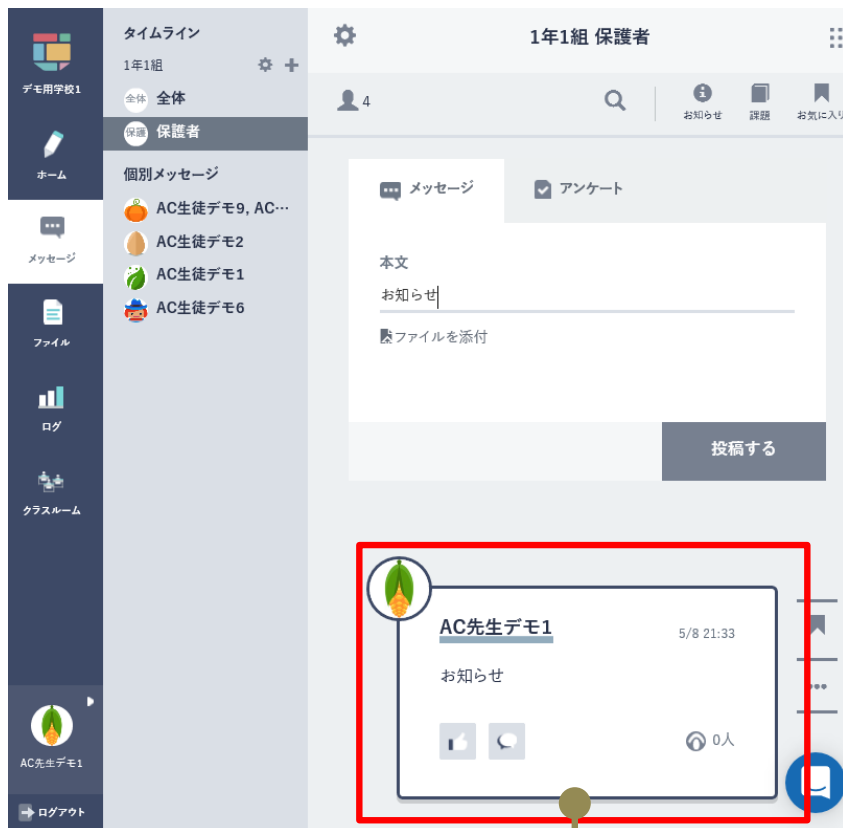 デモ用学校1
ホーム
メッセージ
ファイル
ログ
クラスルーム
AC先生デモ1
ログアウト
タイムライン
1年1組
全体 全体
保護 保護者
個別メッセージ
AC生徒デモ9, AC…
AC生徒デモ2
AC生徒デモ1
AC生徒デモ6
1年1組 保護者
4
お知らせ
課題
お気に入り
メッセージ
アンケート
本文
お知らせ
ファイルを添付
投稿する
AC先生デモ1
5/8 21:33
お知らせ
0人